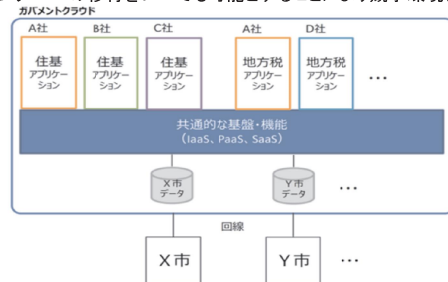 ガバメントクラウド
A社
B社
C社
A社
D社
住基
アプリケー
ション
住基
アプリケー
ション
住基
アプリケー
ション
地方税
アプリケー
ション
地方税
アプリケー
ション
…
共通的な基盤・機能
(IaaS、PaaS、SaaS)
X市
データ
Y市
データ
…
回線
X市
Y市
…